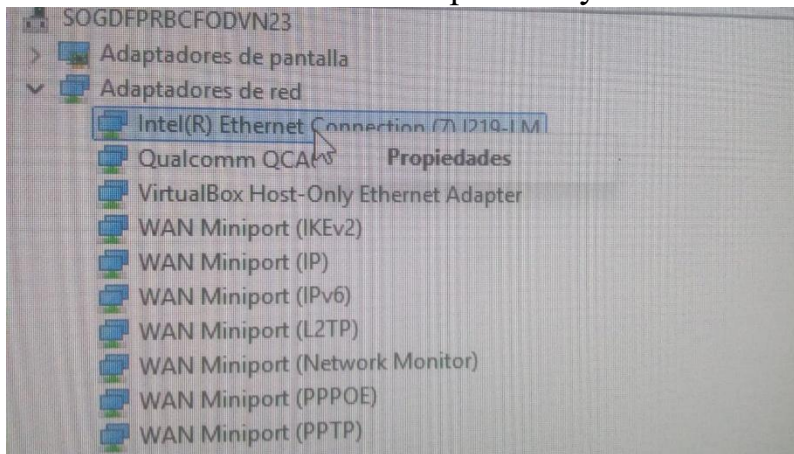 SOGDFPRBCFODVN23
Adaptadores de pantalla
Adaptadores de red
Intel(R) Ethernet Connection (7) I219-LM
Qualcomm QCA
Propiedades
VirtualBox Host-Only Ethernet Adapter
WAN Miniport (IKEv2)
WAN Miniport (IP)
WAN Miniport (IPv6)
WAN Miniport (L2TP)
WAN Miniport (Network Monitor)
WAN Miniport (PPPOE)
WAN Miniport (PPTP)